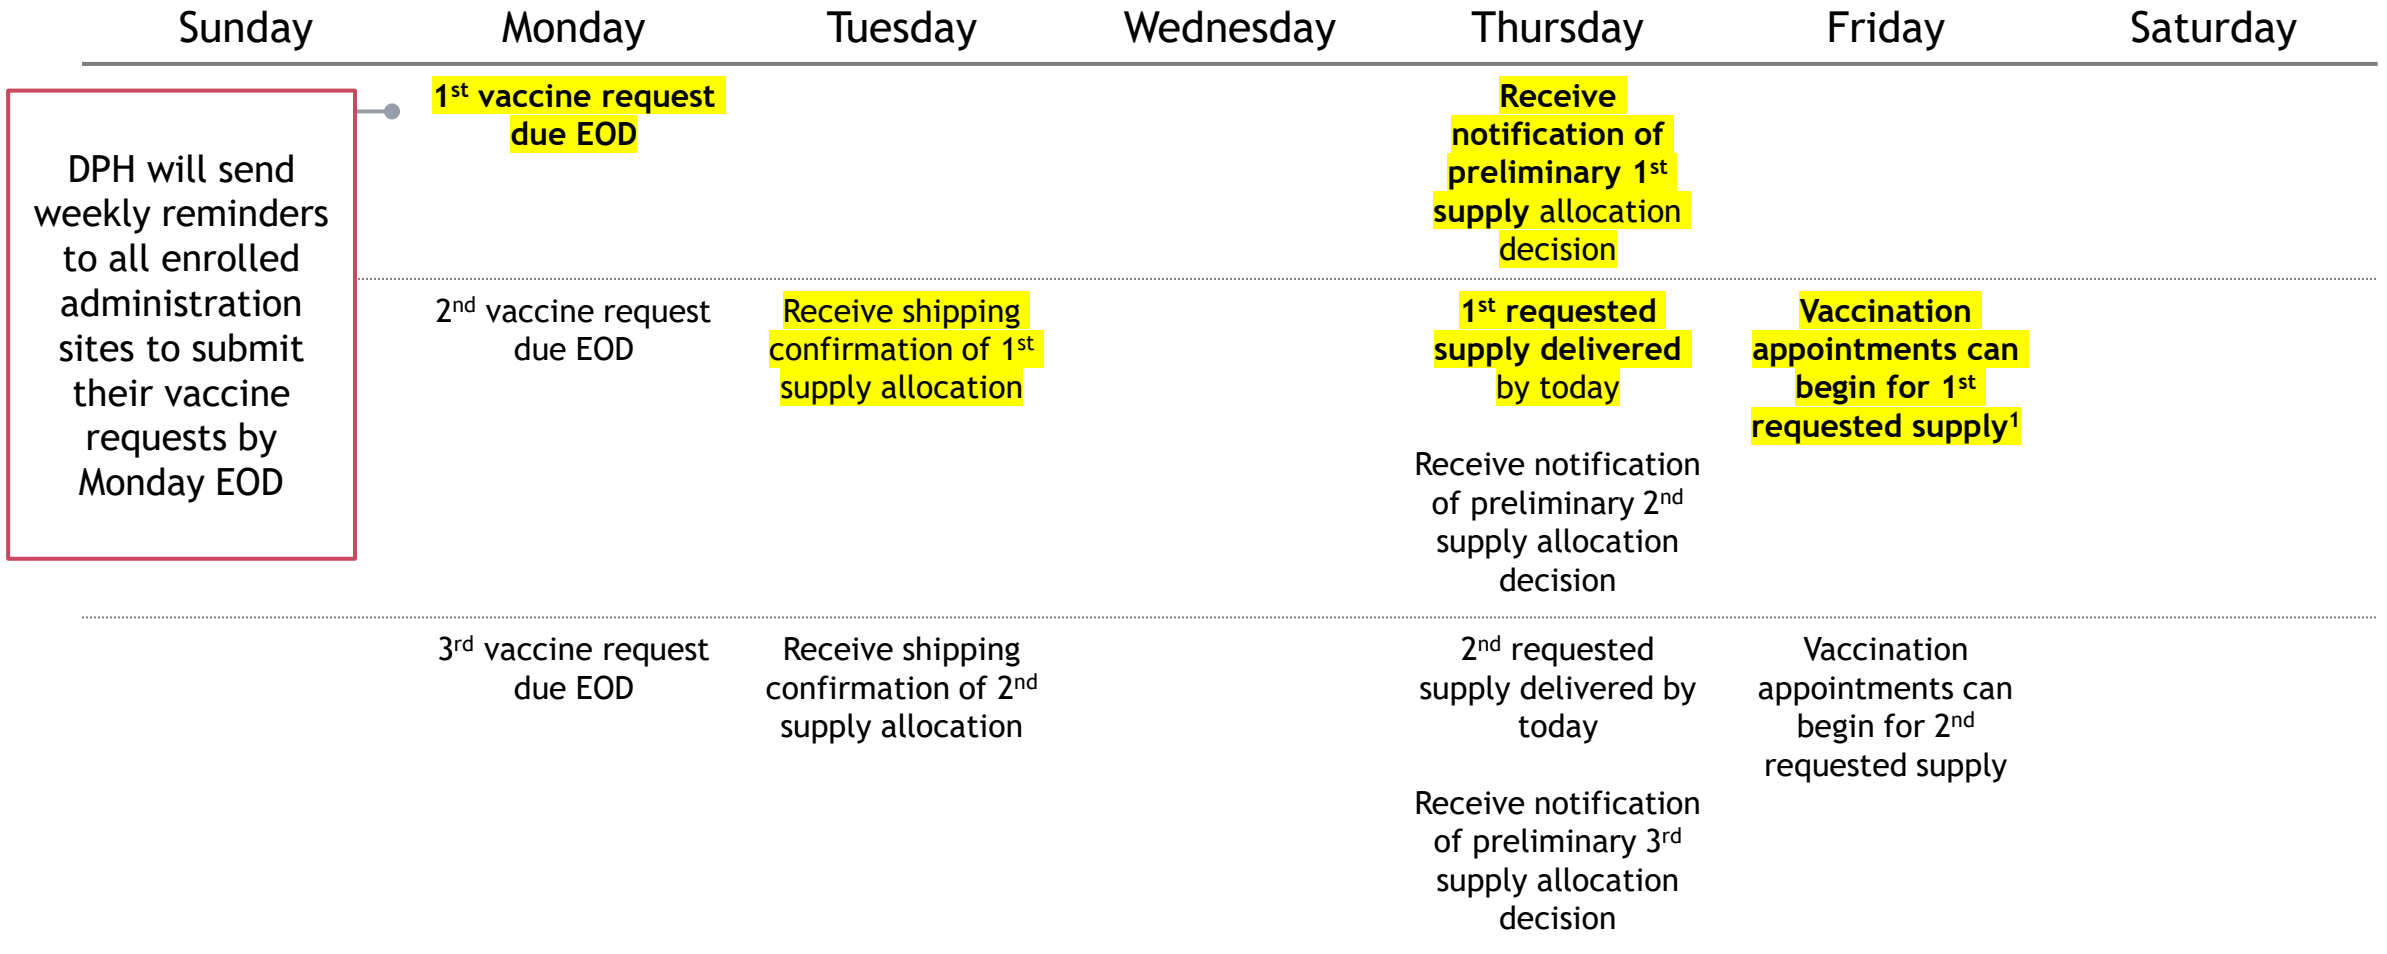 Sunday Monday Tuesday Wednesday Thursday Friday Saturday
DPH will send
weekly reminders
to all enrolled
administration
sites to submit
their vaccine
requests by
Monday EOD
1st vaccine request
due EOD
Receive
notification of
preliminary 1st
supply allocation
decision
2nd vaccine request
due EOD
Receive shipping
confirmation of 1st
supply allocation
1st requested
supply delivered
by today
Receive notification
of preliminary 2nd
supply allocation
decision
Vaccination
appointments can
begin for 1st
requested supply1
3rd vaccine request
due EOD
Receive shipping
confirmation of 2nd
supply allocation
2nd requested
supply delivered by
today
Receive notification
of preliminary 3rd
supply allocation
decision
Vaccination
appointments can
begin for 2nd
requested supply